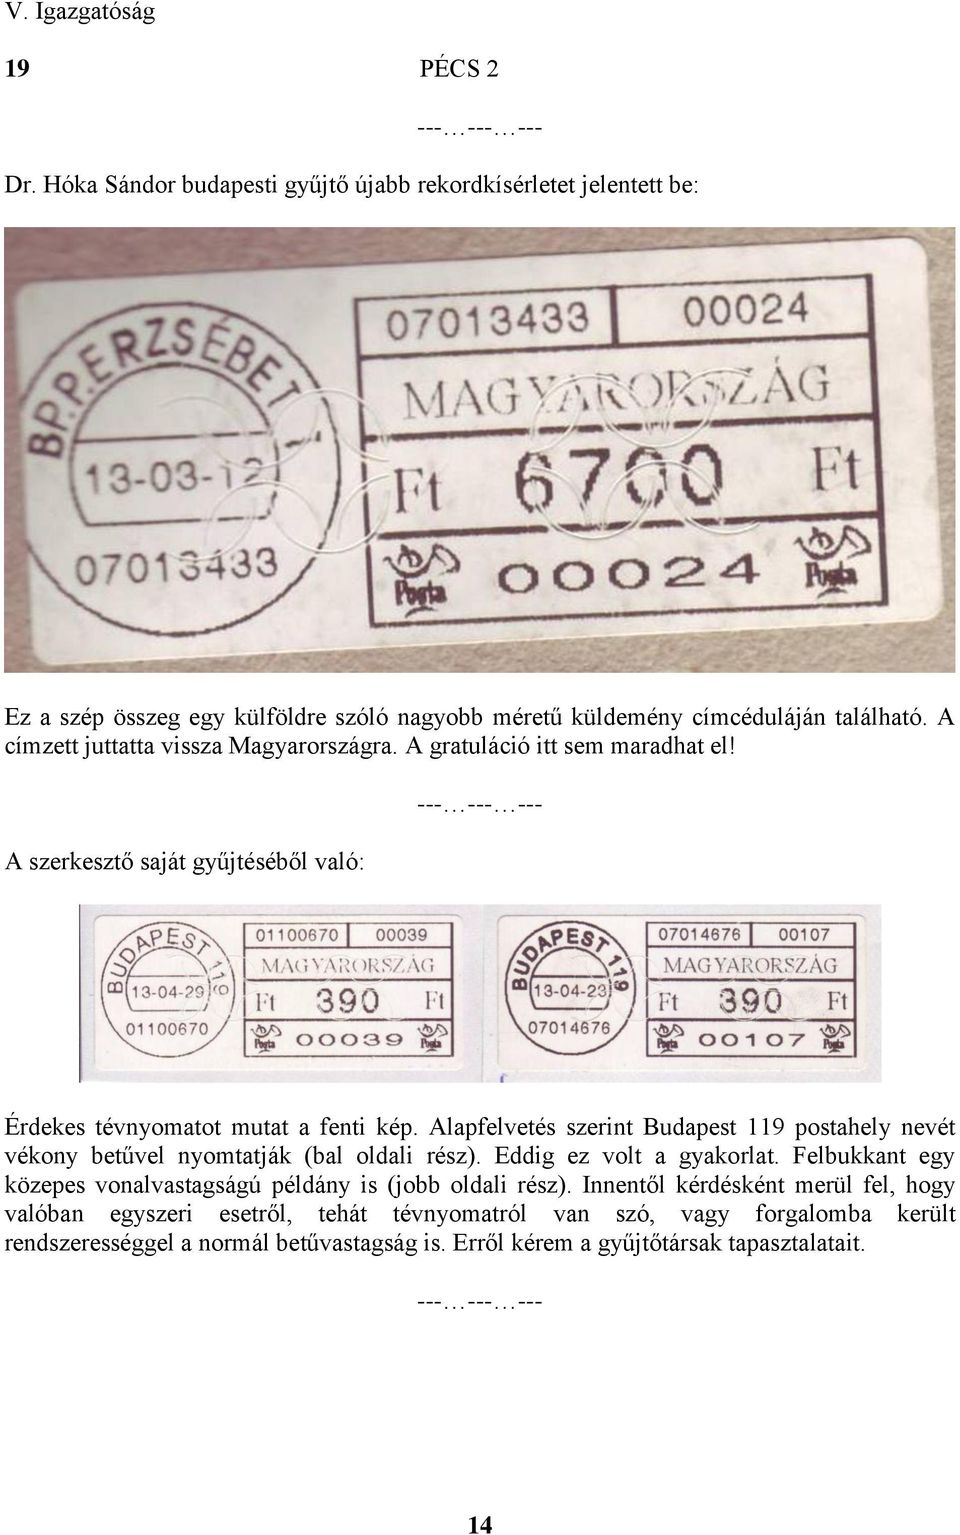 V. Igazgatóság
19 PÉCS 2
---…---…---
Dr. Hóka Sándor budapesti gyűjtő újabb rekordkísérletet jelentett be:
BP.P.ERZSÉBET 1
13-03-12
07013433
07013433 00024
MAGYARORSZÁG
Ft 6700 Ft
Posta 00024 Posta
Ez a szép összeg egy külföldre szóló nagyobb méretű küldemény címcéduláján található. A
címzett juttatta vissza Magyarországra. A gratuláció itt sem maradhat el!
---…---…---
A szerkesztő saját gyűjtéséből való:
BUDAPEST 119
13-04-29
01100670
01100670 00039
MAGYARORSZÁG
Ft 390 Ft
Posta 00039 Posta
BUDAPEST 119
13-04-23
07014676
07014676 00107
MAGYARORSZÁG
Ft 390 Ft
Posta 00107 Posta
Érdekes tévnyomatot mutat a fenti kép. Alapfelvetés szerint Budapest 119 postahely nevét
vékony betűvel nyomtatják (bal oldali rész). Eddig ez volt a gyakorlat. Felbukkant egy
közepes vonalvastagságú példány is (jobb oldali rész). Innentől kérdésként merül fel, hogy
valóban egyszeri esetről, tehát tévnyomatról van szó, vagy forgalomba került
rendszerességgel a normál betűvastagság is. Erről kérem a gyűjtőtársak tapasztalatait.
---…---…---
14